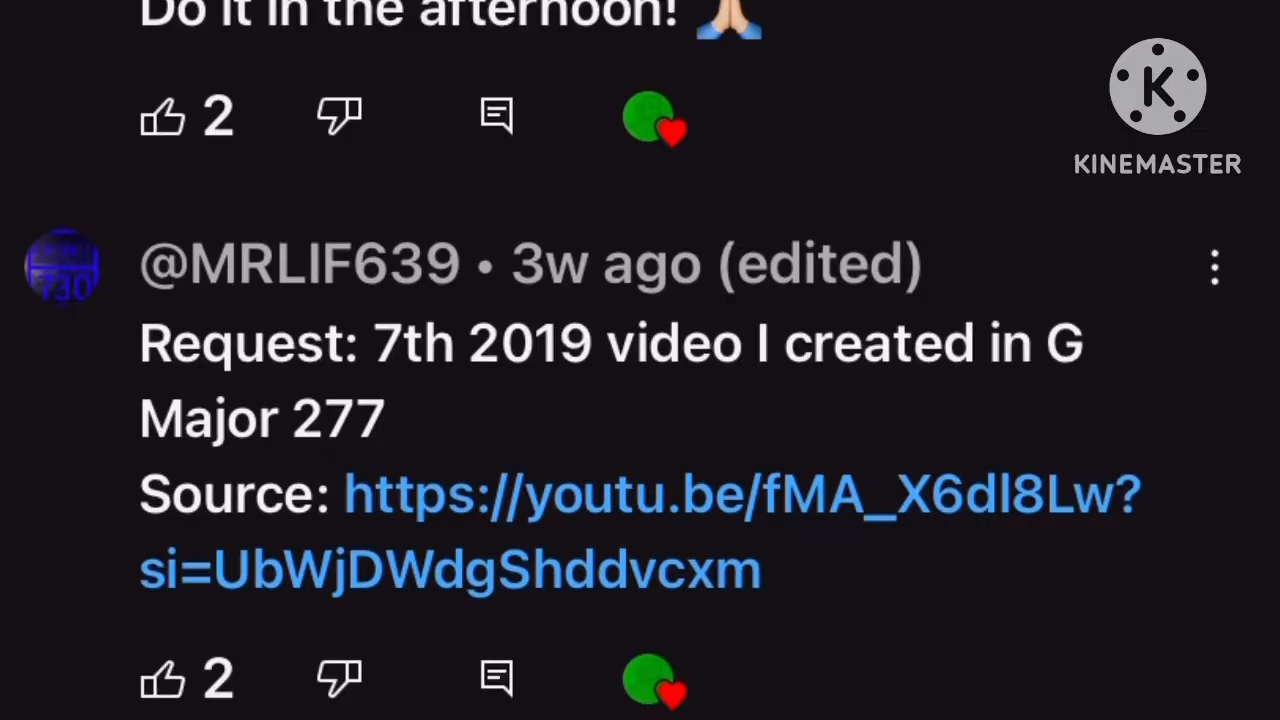 Do it in the afternoon! 🙏🏼
2
K
KINEMASTER
@MRLIF639 • 3w ago (edited)
730
Request: 7th 2019 video I created in G
Major 277
Source: https://youtu.be/fMA_X6dl8Lw?
si=UbWjDWdgShddvcxm
2